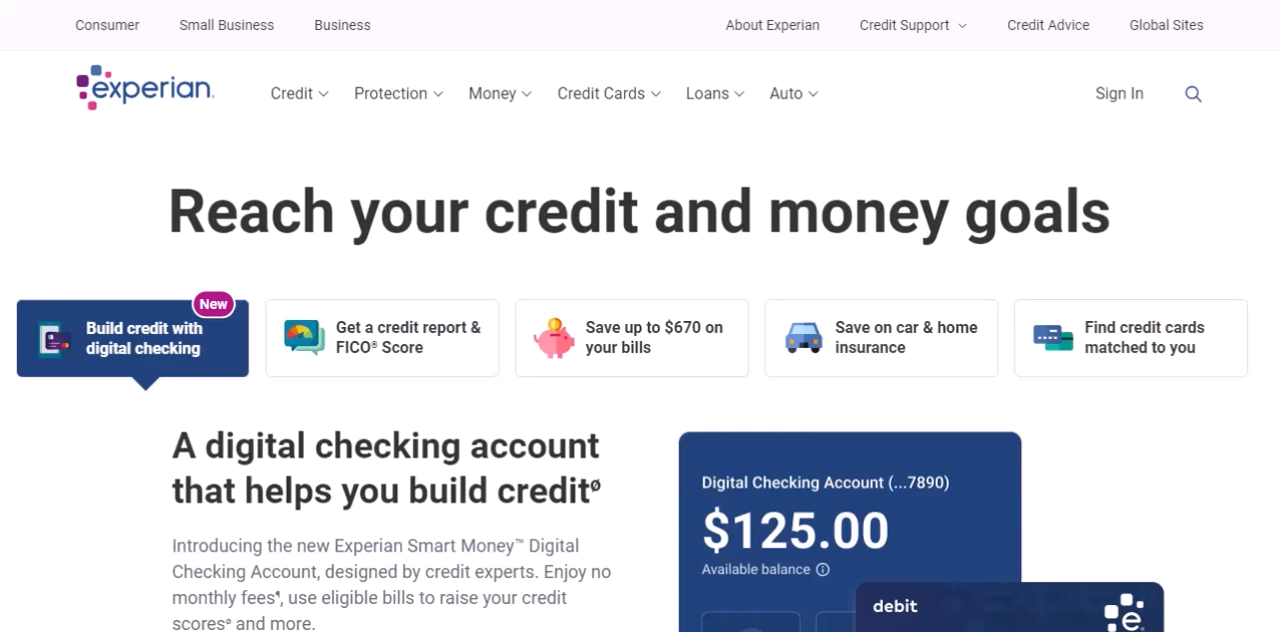 Consumer Small Business Business About Experian Credit Support Credit Advice Global Sites
experian. Credit Protection Money Credit Cards Loans Auto Sign In
Reach your credit and money goals
New
Build credit with
digital checking
Get a credit report &
FICO® Score
Save up to $670 on
your bills
Save on car & home
insurance
Find credit cards
matched to you
A digital checking account
that helps you build creditø
Introducing the new Experian Smart Money™ Digital
Checking Account, designed by credit experts. Enjoy no
monthly fees¶, use eligible bills to raise your credit
scoresø and more.
Digital Checking Account (...7890)
$125.00
Available balance
debit
e.